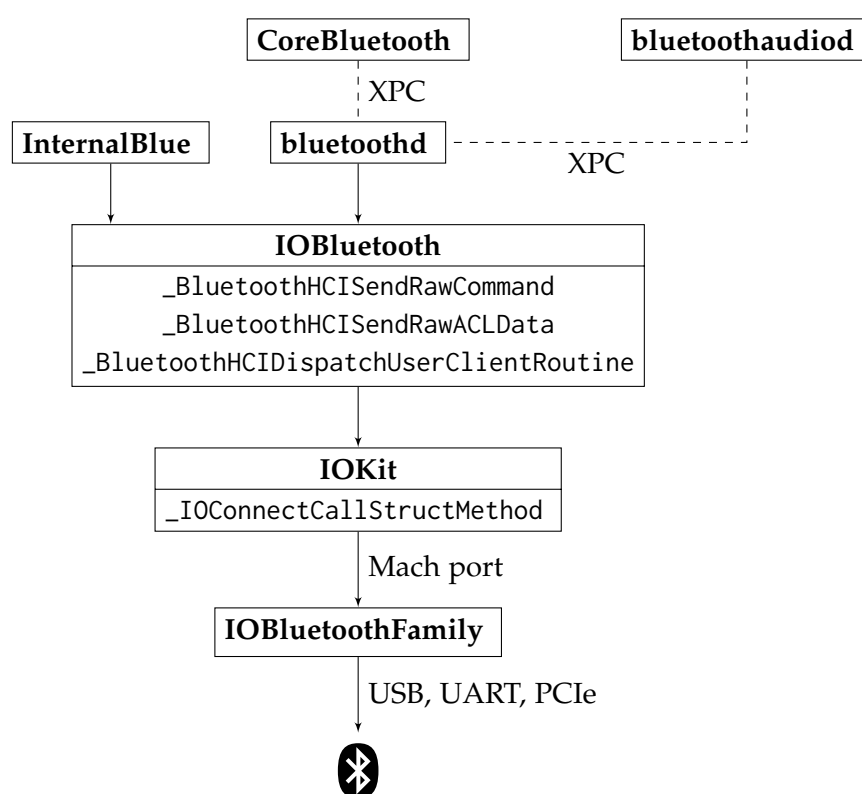 CoreBluetooth
bluetoothaudiod
XPC
InternalBlue
bluetoothd
XPC
IOBluetooth
_BluetoothHCISendRawCommand
_BluetoothHCISendRawACLData
_BluetoothHCIDispatchUserClientRoutine
IOKit
_IOConnectCallStructMethod
Mach port
IOBluetoothFamily
USB, UART, PCIe